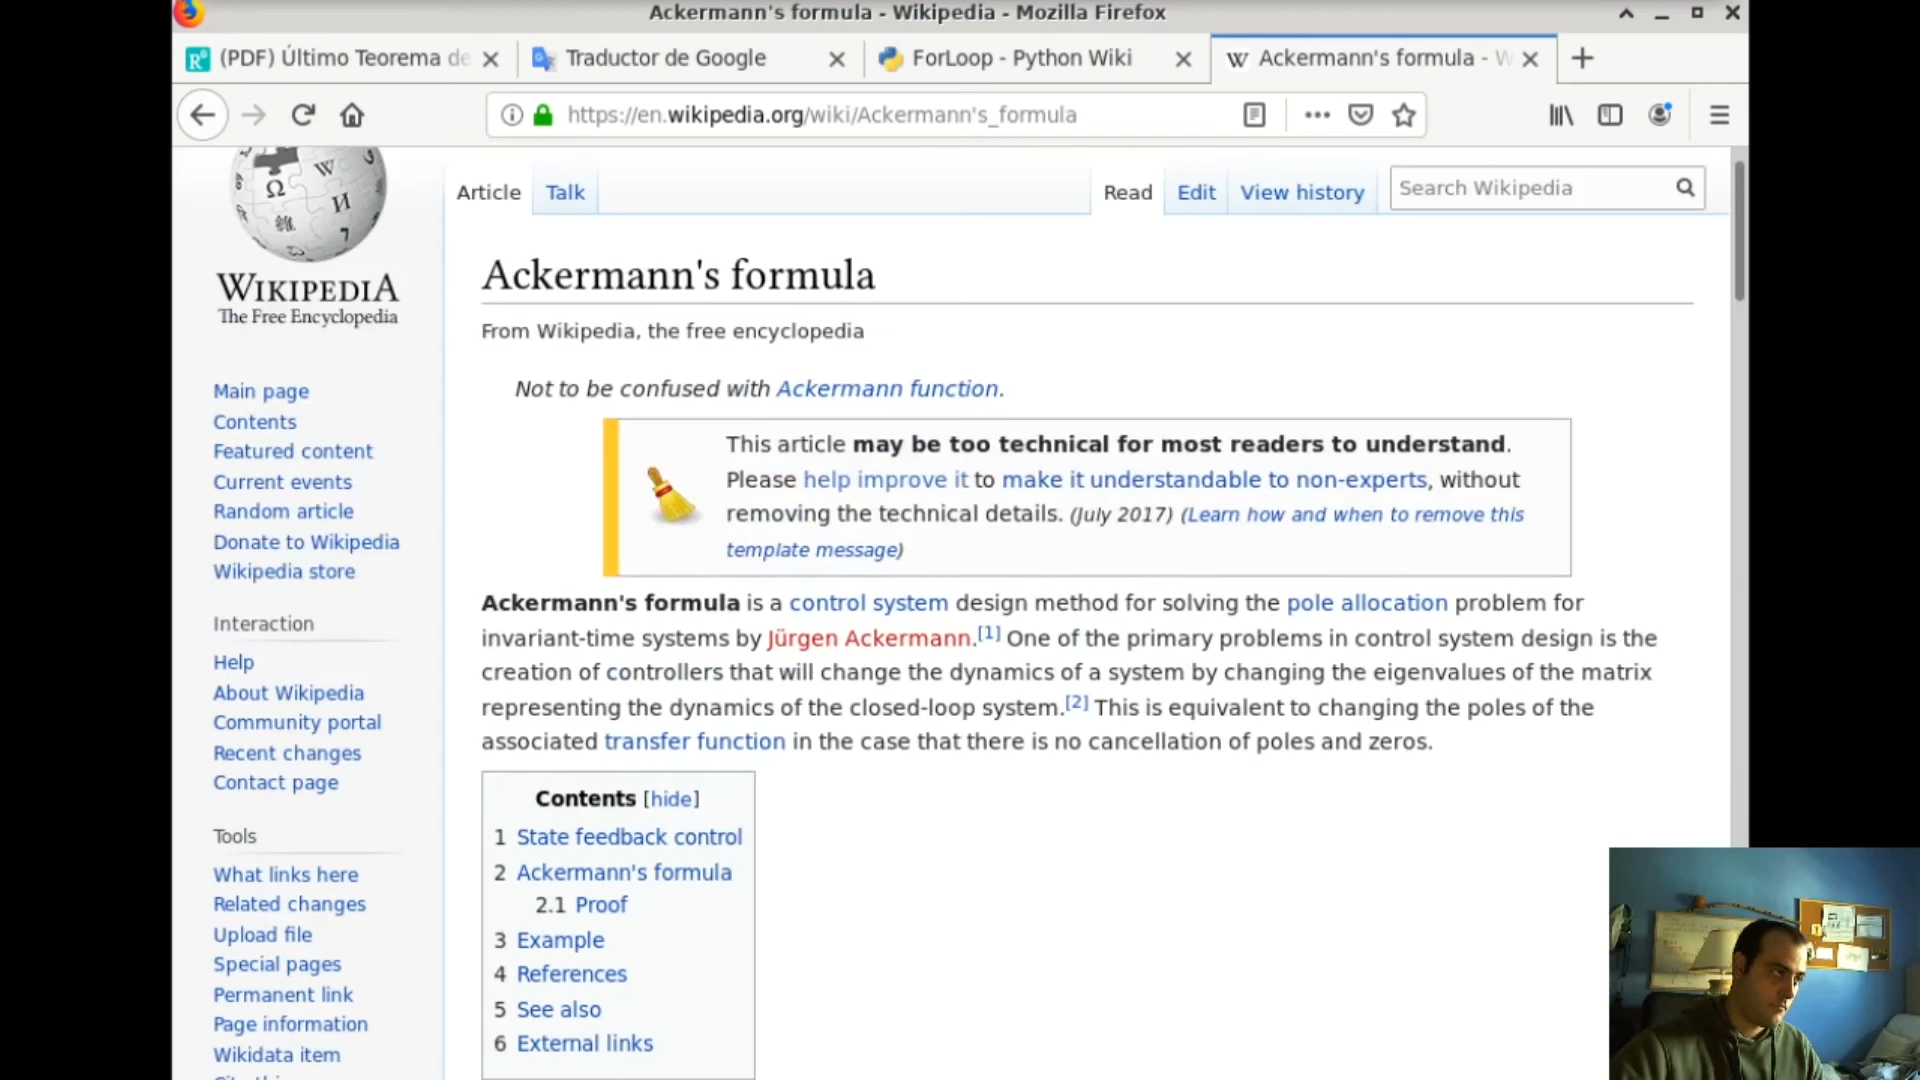 Ackermann's formula - Wikipedia - Mozilla Firefox
(PDF) Último Teorema de
Traductor de Google
ForLoop - Python Wiki
Ackermann's formula - W
https://en.wikipedia.org/wiki/Ackermann's_formula
WIKIPEDIA
The Free Encyclopedia
Main page
Contents
Featured content
Current events
Random article
Donate to Wikipedia
Wikipedia store
Interaction
Help
About Wikipedia
Community portal
Recent changes
Contact page
Tools
What links here
Related changes
Upload file
Special pages
Permanent link
Page information
Wikidata item
Article
Talk
Read
Edit
View history
Search Wikipedia
Ackermann's formula
From Wikipedia, the free encyclopedia
Not to be confused with Ackermann function.
This article may be too technical for most readers to understand.
Please help improve it to make it understandable to non-experts, without
removing the technical details. (July 2017) (Learn how and when to remove this
template message)
Ackermann's formula is a control system design method for solving the pole allocation problem for
invariant-time systems by Jürgen Ackermann.[1] One of the primary problems in control system design is the
creation of controllers that will change the dynamics of a system by changing the eigenvalues of the matrix
representing the dynamics of the closed-loop system.[2] This is equivalent to changing the poles of the
associated transfer function in the case that there is no cancellation of poles and zeros.
Contents [hide]
1 State feedback control
2 Ackermann's formula
2.1 Proof
3 Example
4 References
5 See also
6 External links